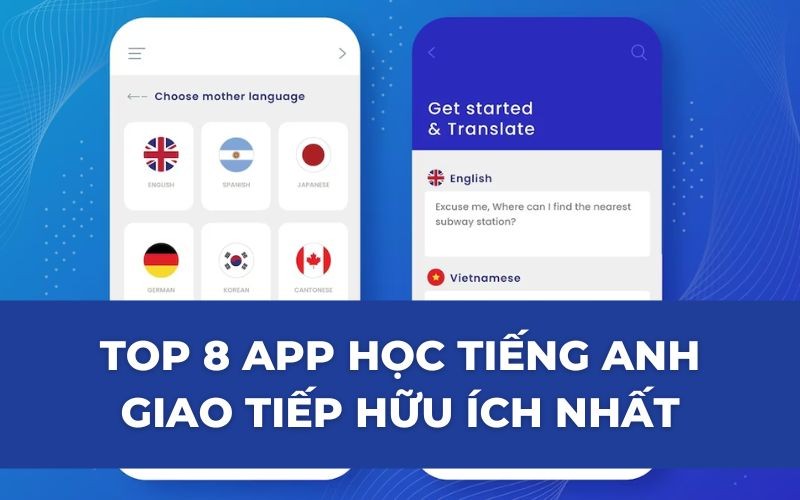 Choose mother language
ENGLISH
SPANISH
JAPANESE
GERMAN
KOREAN
CANTONESE
Get started
& Translate
English
Excuse me, Where can I find the nearest
subway station?
Vietnamese
TOP 8 APP HỌC TIẾNG ANH
GIAO TIẾP HỮU ÍCH NHẤT